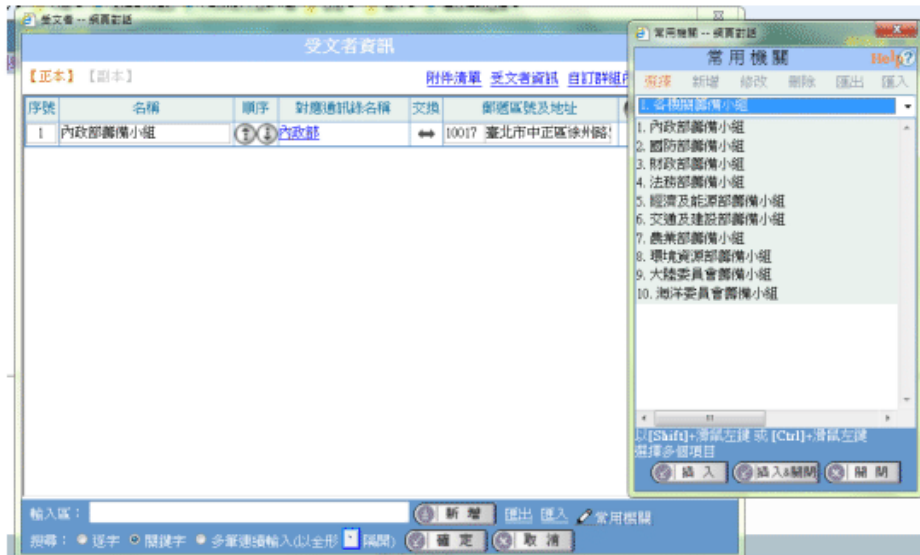 受文者 -- 網頁對話
受文者資訊
【正本】 【副本】
附件清單 受文者資訊 自訂群組
序號 名稱 順序 對應通訊錄名稱 交換 郵遞區號及地址
1 內政部籌備小組 內政部 10017 臺北市中正區徐州路
輸入區：
新增 匯出 匯入 常用機關
搜尋： 逐字 關鍵字 多筆連續輸入(以全形 隔開) 確定 取消
常用機關 -- 網頁對話
常用機關 Help
選擇 新增 修改 刪除 匯出 匯入
1. 各機關籌備小組
1. 內政部籌備小組
2. 國防部籌備小組
3. 財政部籌備小組
4. 法務部籌備小組
5. 經濟及能源部籌備小組
6. 交通及建設部籌備小組
7. 農業部籌備小組
8. 環境資源部籌備小組
9. 大陸委員會籌備小組
10. 海洋委員會籌備小組
以[Shift]+滑鼠左鍵 或 [Ctrl]+滑鼠左鍵
選擇多個項目
插入 插入&關閉 關閉